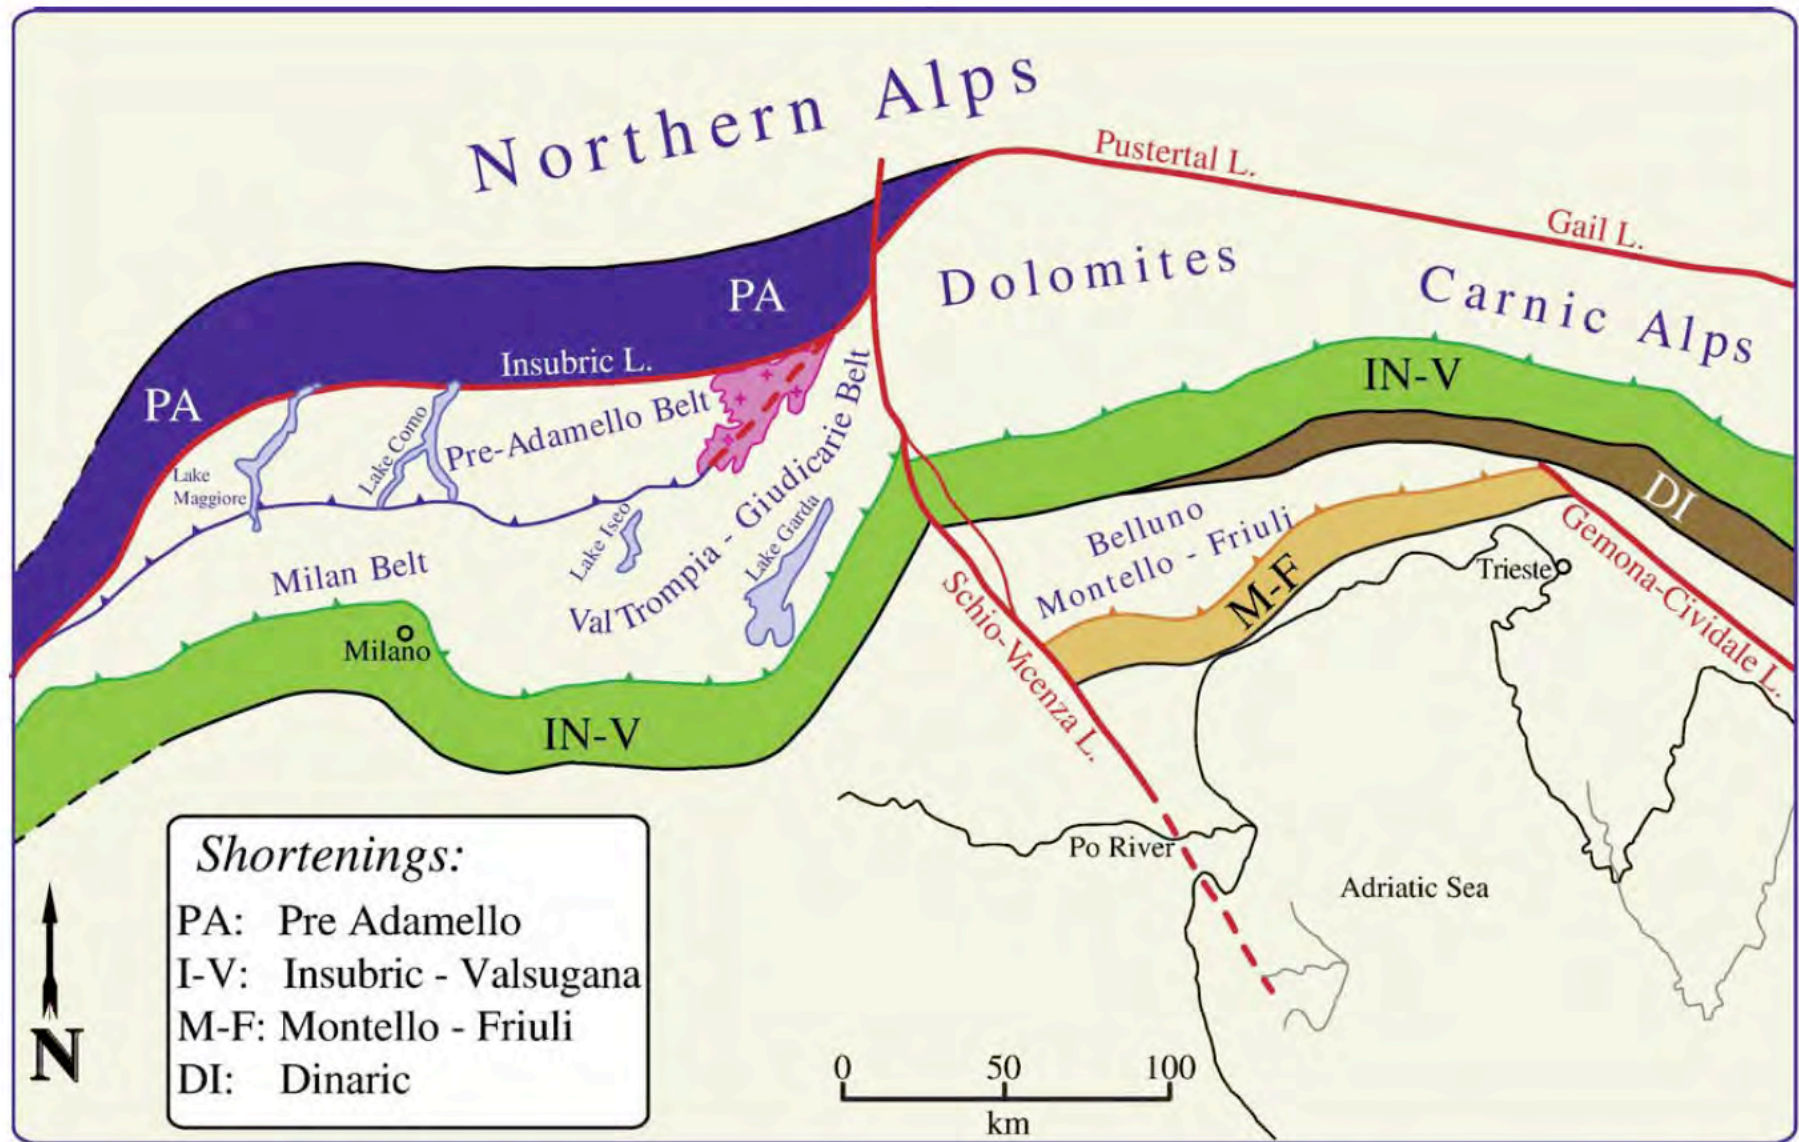 Northern Alps
Pustertal L.
Gail L.
Dolomites
Carnic Alps
PA
Insubric L.
PA
IN-V
Pre-Adamello Belt
Lake Como
Lake
Maggiore
Val Trompia - Giudicarie Belt
Lake Iseo
Lake Garda
DI
Belluno
Montello - Friuli
M-F
Trieste
Gemona-Cividale L.
Milan Belt
Milano
Schio-Vicenza L.
IN-V
Po River
Adriatic Sea
Shortenings:
PA: Pre Adamello
I-V: Insubric - Valsugana
M-F: Montello - Friuli
DI: Dinaric
N
0 50 100
km